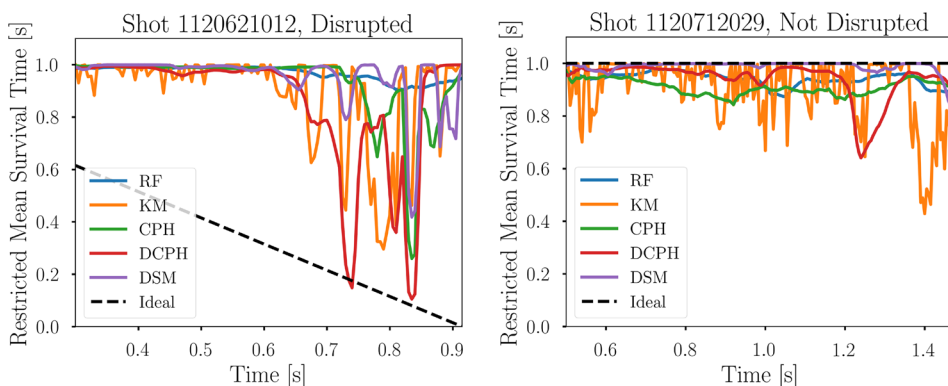 Shot 1120621012, Disrupted
Restricted Mean Survival Time [s]
1.0
0.8
0.6
0.4
0.2
0.0
RF
KM
CPH
DCPH
DSM
Ideal
0.4
0.5
0.6
0.7
0.8
0.9
Time [s]
Shot 1120712029, Not Disrupted
Restricted Mean Survival Time [s]
1.0
0.8
0.6
0.4
0.2
0.0
RF
KM
CPH
DCPH
DSM
Ideal
0.6
0.8
1.0
1.2
1.4
Time [s]